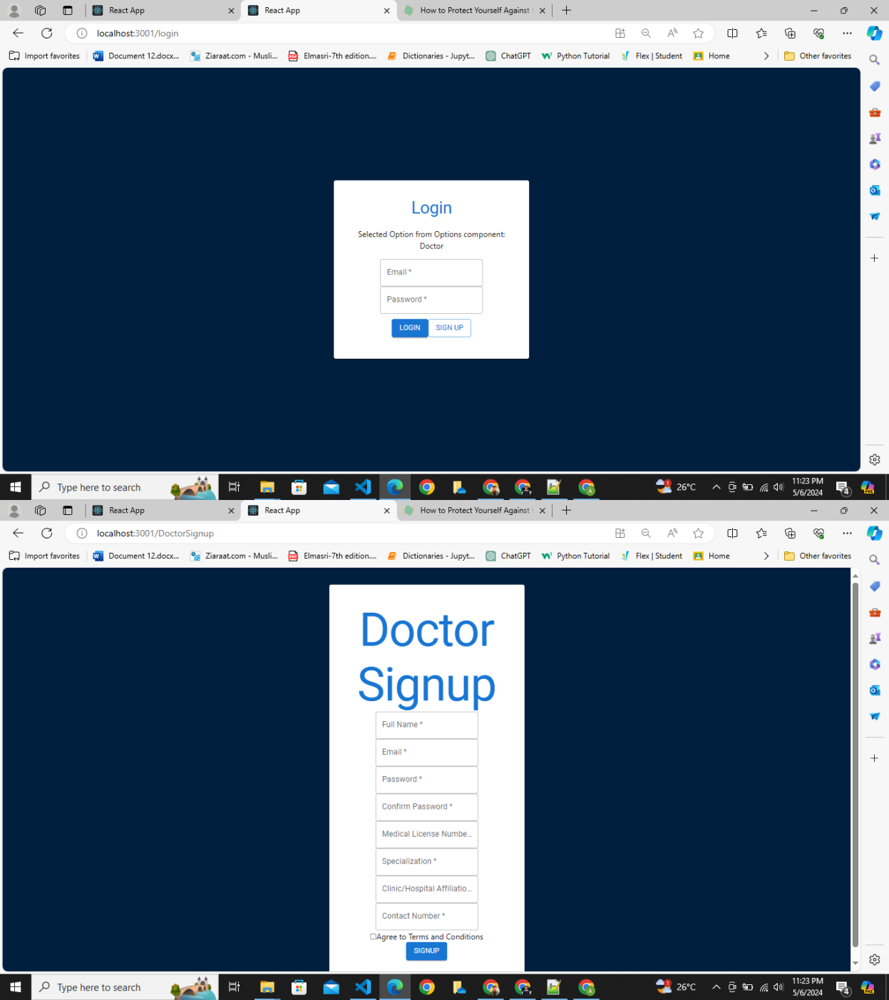 React App
React App
How to Protect Yourself Against
localhost:3001/login
Import favorites
Document 12.docx...
Ziaraat.com - Musli...
Elmasri-7th edition....
Dictionaries - Jupyt...
ChatGPT
Python Tutorial
Flex | Student
Home
Other favorites
Login
Selected Option from Options component:
Doctor
Email *
Password *
LOGIN
SIGN UP
Type here to search
26°C
11:23 PM
5/6/2024
4
React App
React App
How to Protect Yourself Against
localhost:3001/DoctorSignup
Import favorites
Document 12.docx...
Ziaraat.com - Musli...
Elmasri-7th edition....
Dictionaries - Jupyt...
ChatGPT
Python Tutorial
Flex | Student
Home
Other favorites
Doctor
Signup
Full Name *
Email *
Password *
Confirm Password *
Medical License Numbe...
Specialization *
Clinic/Hospital Affiliatio...
Contact Number *
Agree to Terms and Conditions
SIGNUP
Type here to search
26°C
11:23 PM
5/6/2024
4